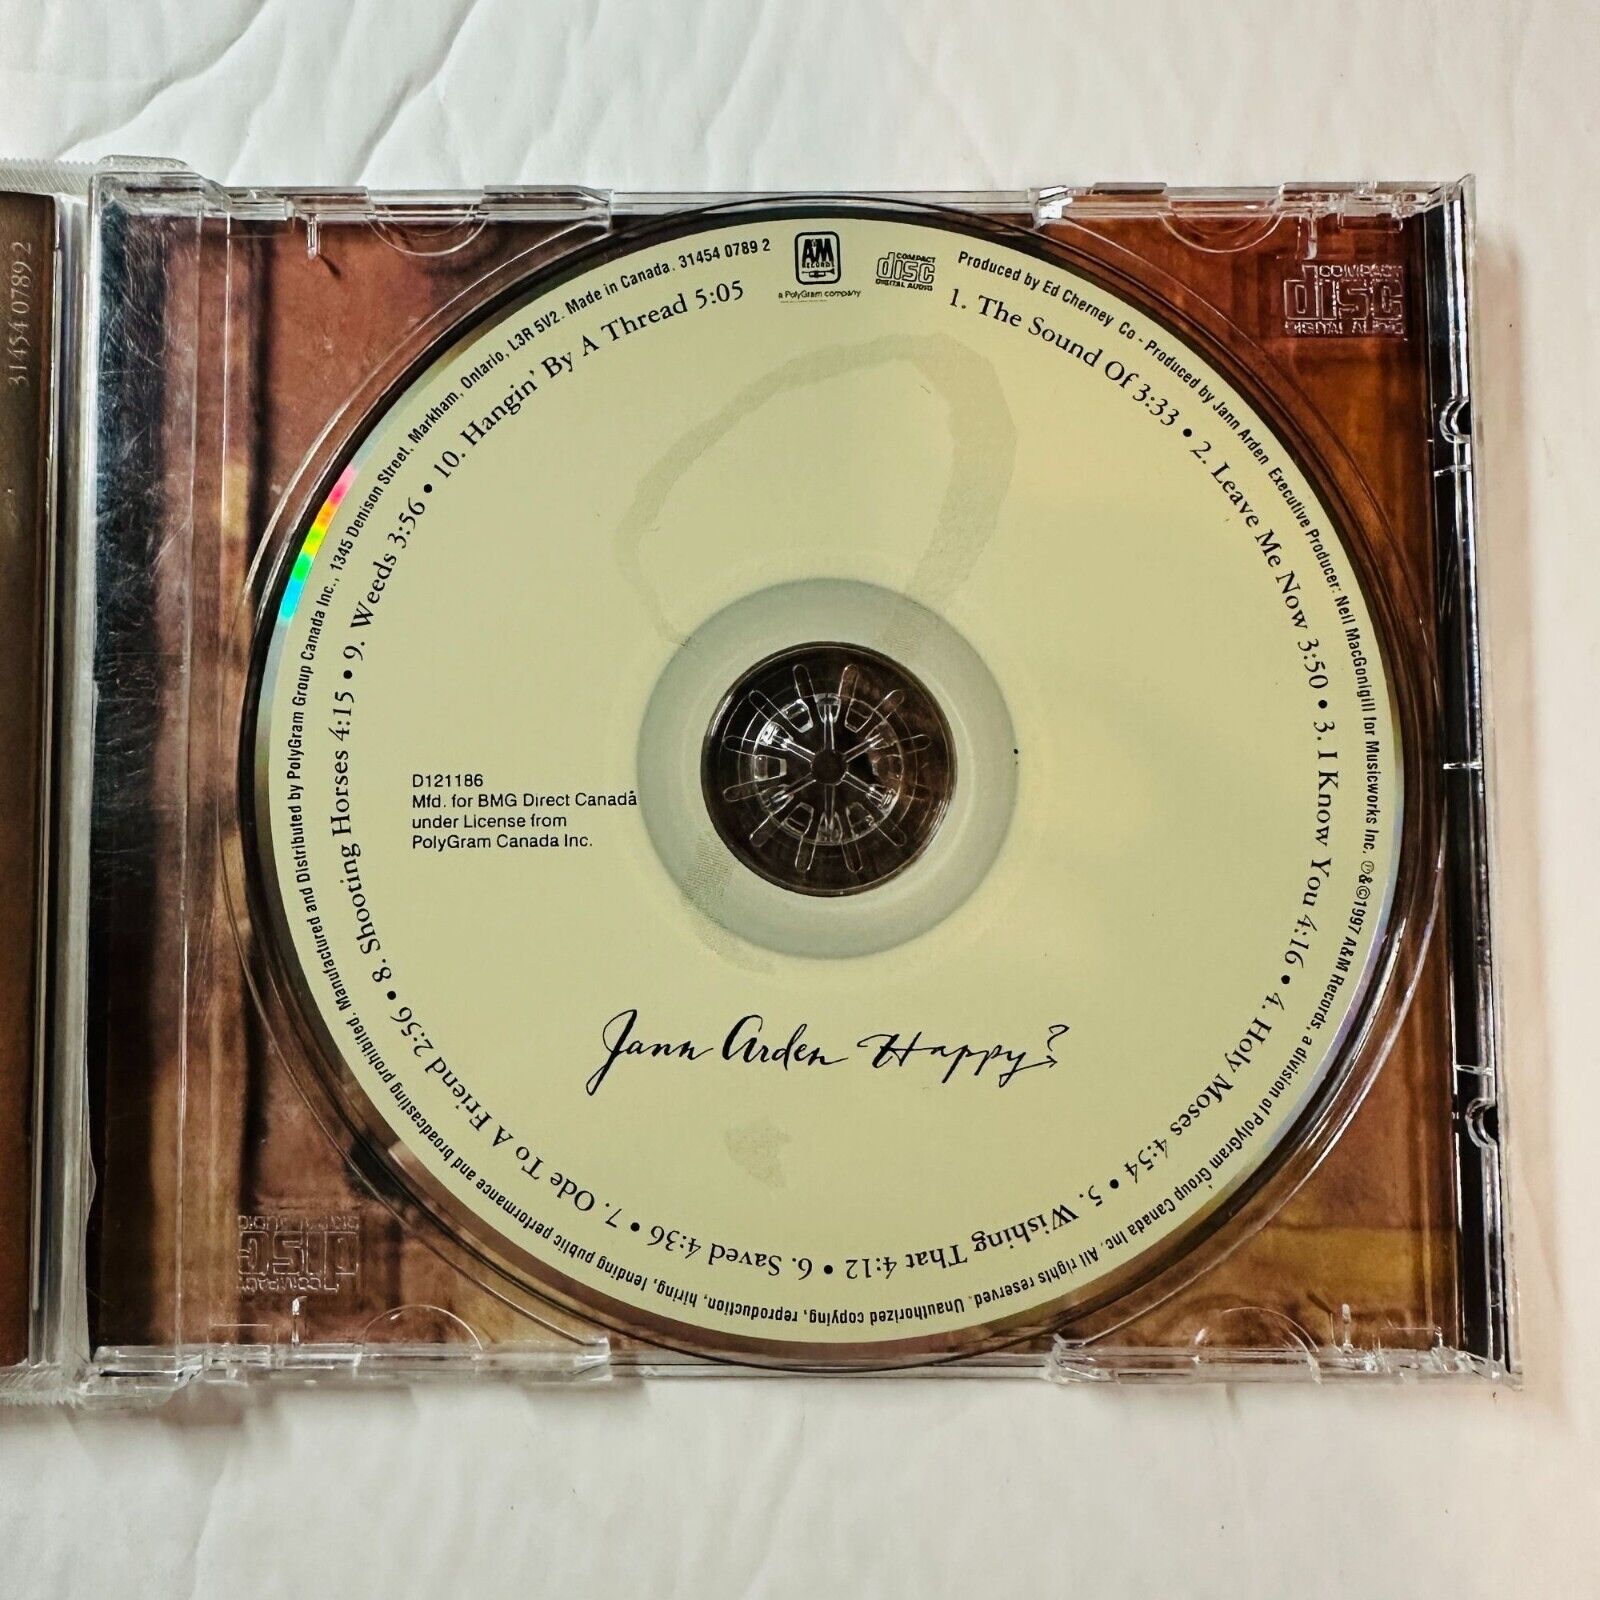 31454 0789 2
A&M
RECORDS
a PolyGram company
COMPACT
disc
DIGITAL AUDIO
Produced by Ed Cherney Co - Produced by Jann Arden Executive Producer: Neil MacGonigill for Musicworks Inc. ℗&©1997 A&M Records, a division of PolyGram Group Canada Inc. All rights reserved. Unauthorized copying, reproduction, hiring, lending public performance and broadcasting prohibited. Manufactured and Distributed by PolyGram Group Canada Inc., 1345 Denison Street, Markham, Ontario, L3R 5V2. Made in Canada. 31454 0789 2
1. The Sound Of 3:33 • 2. Leave Me Now 3:50 • 3. I Know You 4:16 • 4. Holy Moses 4:54 • 5. Wishing That 4:12 • 6. Saved 4:36 • 7. Ode To A Friend 2:56 • 8. Shooting Horses 4:15 • 9. Weeds 3:56 • 10. Hangin' By A Thread 5:05
D121186
Mfd. for BMG Direct Canada
under License from
PolyGram Canada Inc.
Jann Arden Happy?
COMPACT
disc
DIGITAL AUDIO
COMPACT
disc
DIGITAL AUDIO